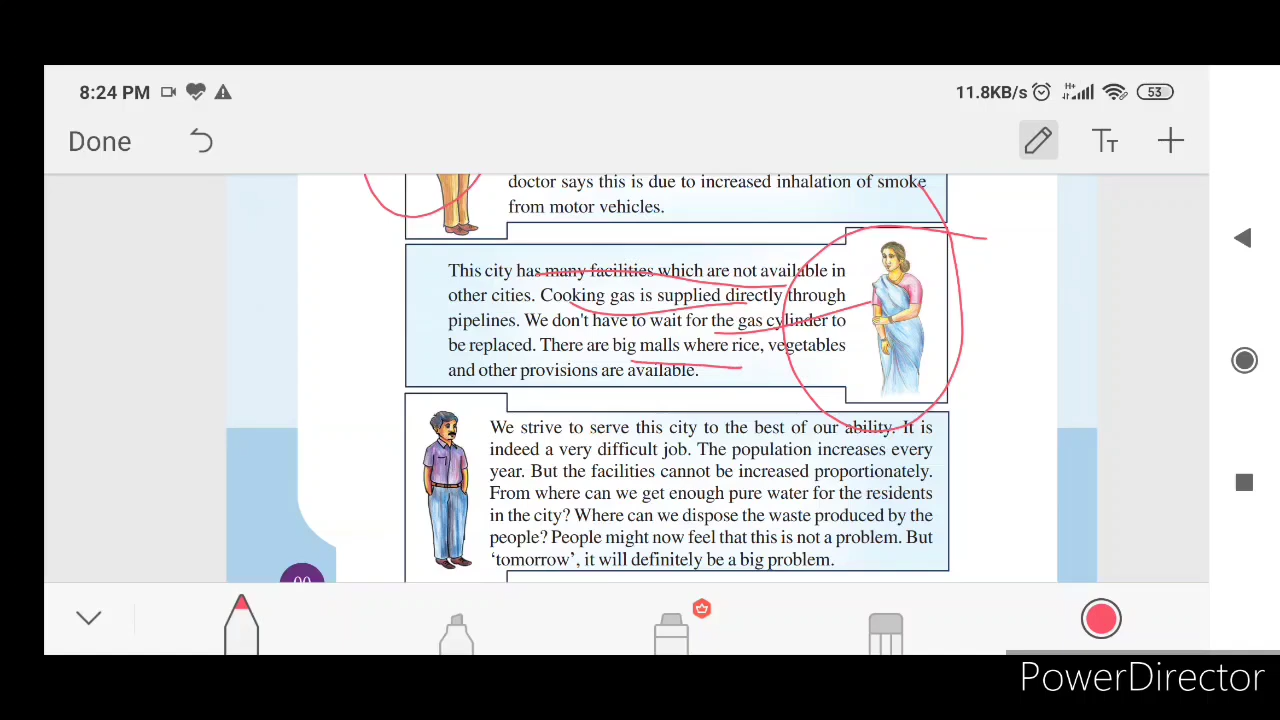 8:24 PM
11.8KB/s H+ 53
Done
TT
doctor says this is due to increased inhalation of smoke
from motor vehicles.
This city has many facilities which are not available in
other cities. Cooking gas is supplied directly through
pipelines. We don't have to wait for the gas cylinder to
be replaced. There are big malls where rice, vegetables
and other provisions are available.
We strive to serve this city to the best of our ability. It is
indeed a very difficult job. The population increases every
year. But the facilities cannot be increased proportionately.
From where can we get enough pure water for the residents
in the city? Where can we dispose the waste produced by the
people? People might now feel that this is not a problem. But
‘tomorrow’, it will definitely be a big problem.
PowerDirector